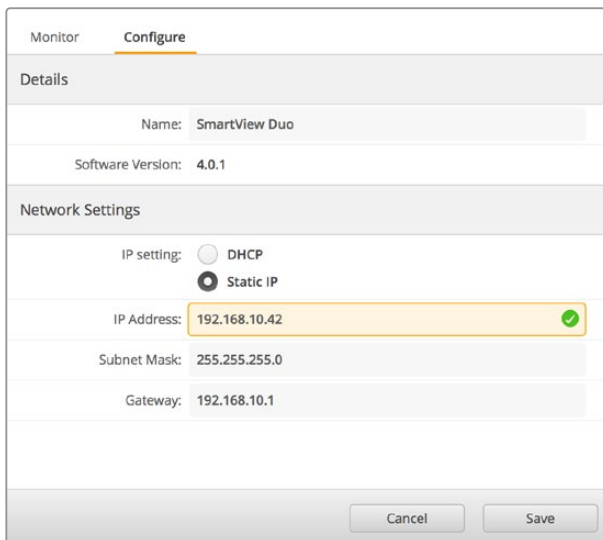 Monitor Configure
Details
Name: SmartView Duo
Software Version: 4.0.1
Network Settings
IP setting: DHCP
Static IP
IP Address: 192.168.10.42
Subnet Mask: 255.255.255.0
Gateway: 192.168.10.1
Cancel Save